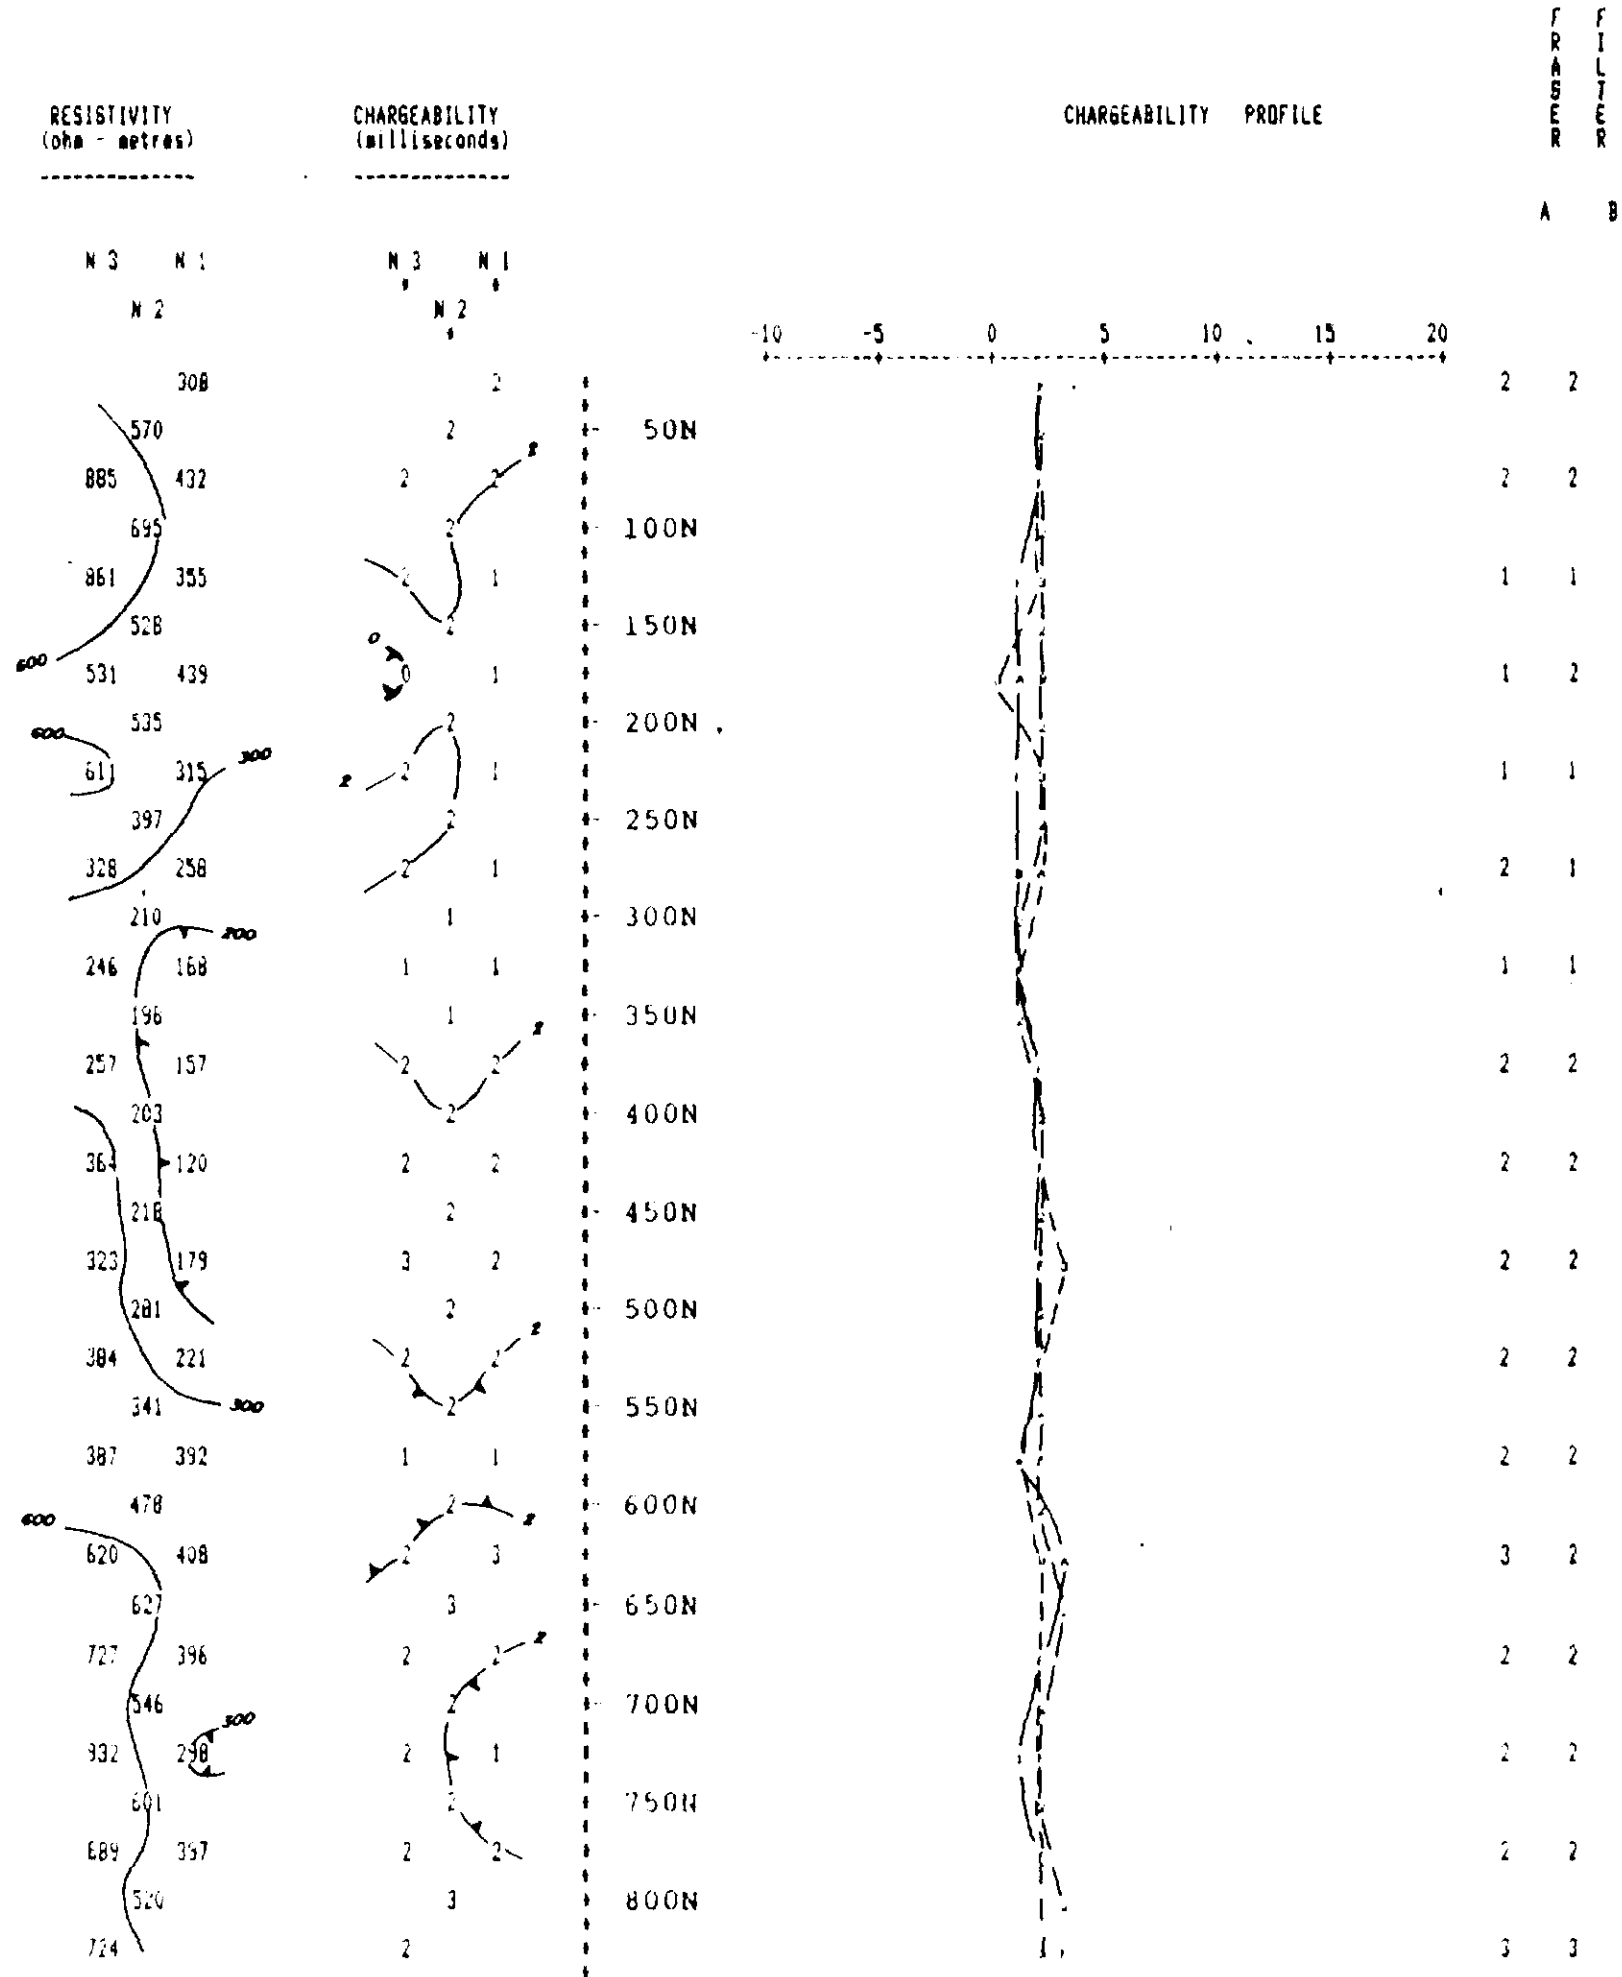 FRASER FILTER
RESISTIVITY CHARGEABILITY CHARGEABILITY PROFILE
(ohm - metres) (milliseconds)
A B
N 3 N 1 N 3 N 1
N 2 N 2
-10 -5 0 5 10 15 20
308 2 2 2
570 2 50N
2
885 432 2 2 2 2
695 2 100N
861 355 2 1 1 1
528 2 150N
0
600
531 439 0 1 1 2
535 2 200N
600 300
611 315 2 1 1 1
2
397 2 250N
328 258 2 1 2 1
210 1 300N
200
246 168 1 1 1 1
196 1 350N
2
257 157 2 2 2 2
203 2 400N
364 120 2 2 2 2
218 2 450N
323 179 3 2 2 2
281 2 500N
2
384 221 2 2 2 2
341 300 2 550N
387 392 1 1 2 2
478 2 600N
600 2
620 408 2 3 3 2
627 3 650N
2
727 396 2 2 2 2
546 2 700N
300
932 298 2 1 2 2
601 2 750N
689 397 2 2 2 2
520 3 800N
724 2 3 3